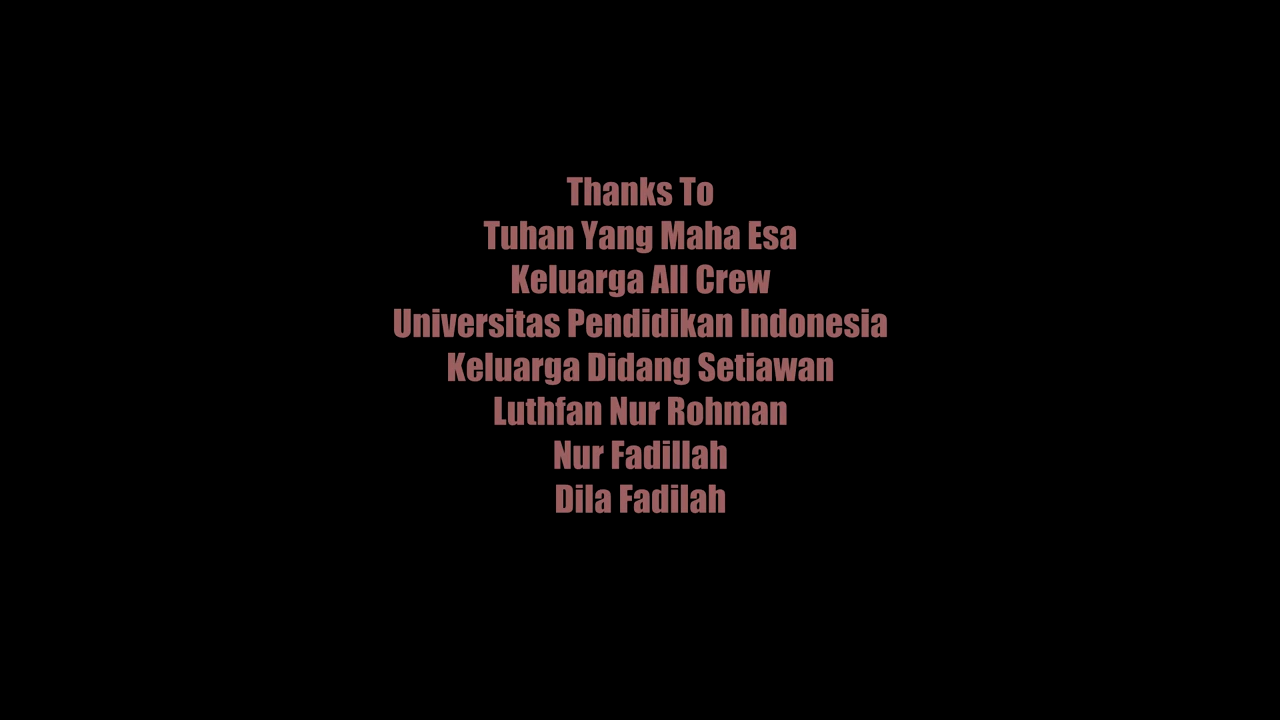 Thanks To
Tuhan Yang Maha Esa
Keluarga All Crew
Universitas Pendidikan Indonesia
Keluarga Didang Setiawan
Luthfan Nur Rohman
Nur Fadillah
Dila Fadilah